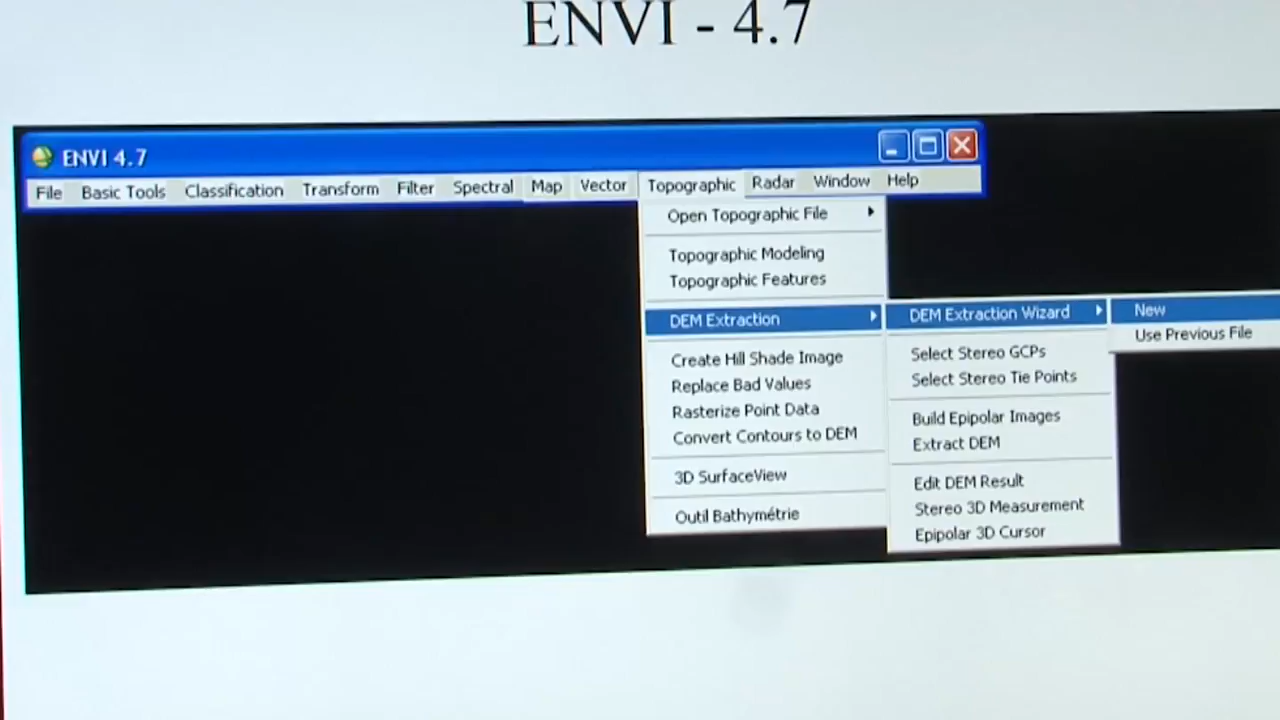 ENVI - 4.7
ENVI 4.7
File Basic Tools Classification Transform Filter Spectral Map Vector Topographic Radar Window Help
Open Topographic File
Topographic Modeling
Topographic Features
DEM Extraction
Create Hill Shade Image
Replace Bad Values
Rasterize Point Data
Convert Contours to DEM
3D SurfaceView
Outil Bathymétrie
DEM Extraction Wizard
Select Stereo GCPs
Select Stereo Tie Points
Build Epipolar Images
Extract DEM
Edit DEM Result
Stereo 3D Measurement
Epipolar 3D Cursor
New
Use Previous File